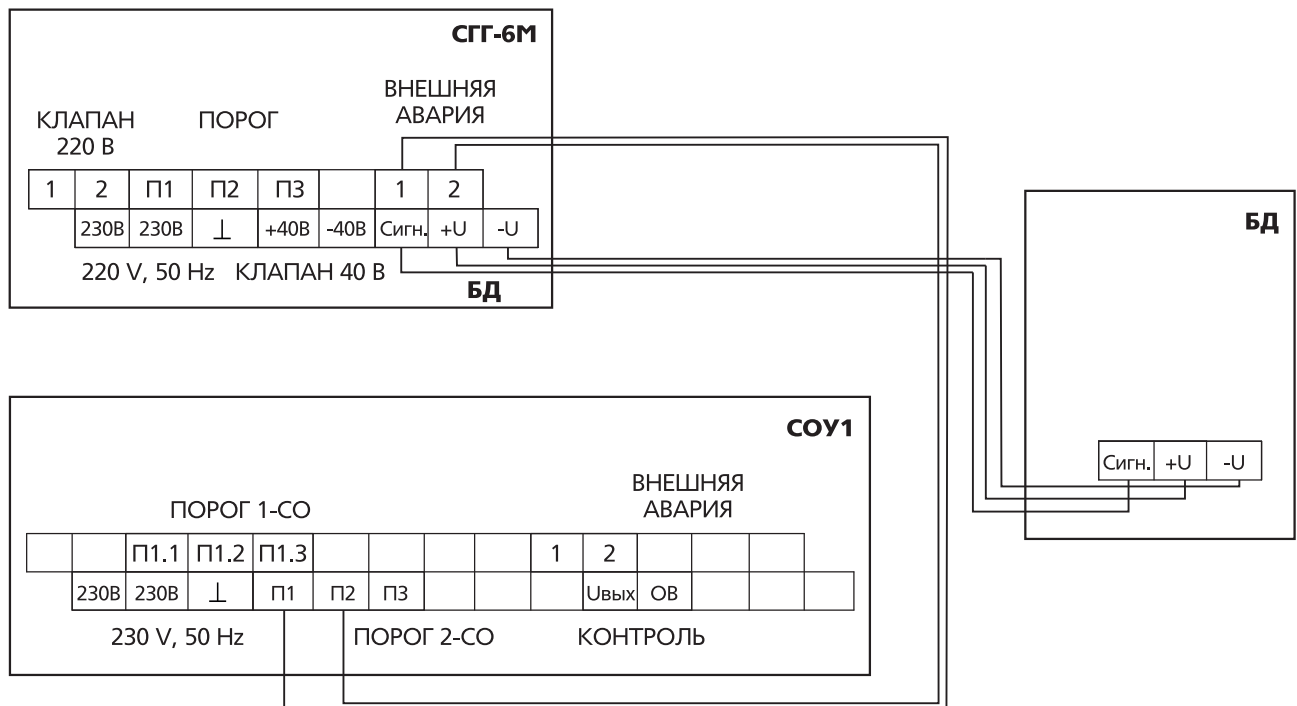 СГГ-6М
ВНЕШНЯЯ
АВАРИЯ
КЛАПАН
220 В
ПОРОГ
1 2 П1 П2 П3 1 2
230В 230В ⊥ +40В -40В Сигн. +U -U
220 V, 50 Hz КЛАПАН 40 В
БД
БД
Сигн. +U -U
СОУ1
ВНЕШНЯЯ
АВАРИЯ
ПОРОГ 1-СО
П1.1 П1.2 П1.3 1 2
230В 230В ⊥ П1 П2 П3 Uвых ОВ
230 V, 50 Hz ПОРОГ 2-СО КОНТРОЛЬ